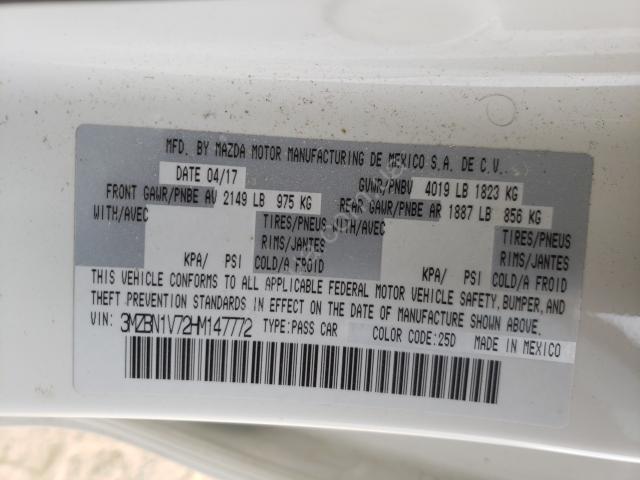 MFD. BY MAZDA MOTOR MANUFACTURING DE MEXICO S.A. DE C.V.
DATE 04/17 GVWR/PNBV 4019 LB 1823 KG
FRONT GAWR/PNBE AV 2149 LB 975 KG REAR GAWR/PNBE AR 1887 LB 856 KG
WITH/AVEC TIRES/PNEUS WITH/AVEC TIRES/PNEUS
RIMS/JANTES RIMS/JANTES
KPA/ PSI COLD/A FROID KPA/ PSI COLD/A FROID
THIS VEHICLE CONFORMS TO ALL APPLICABLE FEDERAL MOTOR VEHICLE SAFETY, BUMPER, AND
THEFT PREVENTION STANDARDS IN EFFECT ON THE DATE OF MANUFACTURE SHOWN ABOVE.
VIN: 3MZBN1V72HM147772 TYPE:PASS CAR COLOR CODE:25D MADE IN MEXICO